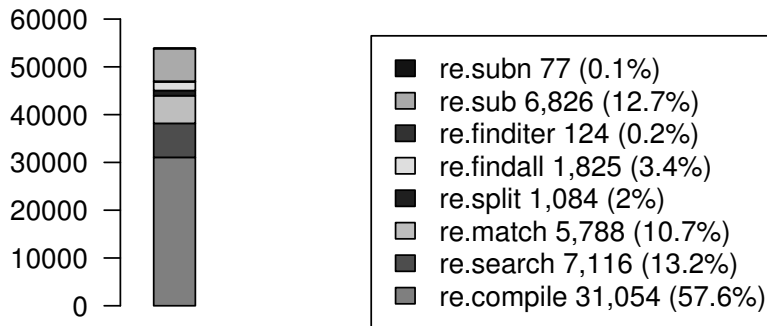 60000
50000
40000
30000
20000
10000
0
re.subn 77 (0.1%)
re.sub 6,826 (12.7%)
re.finditer 124 (0.2%)
re.findall 1,825 (3.4%)
re.split 1,084 (2%)
re.match 5,788 (10.7%)
re.search 7,116 (13.2%)
re.compile 31,054 (57.6%)